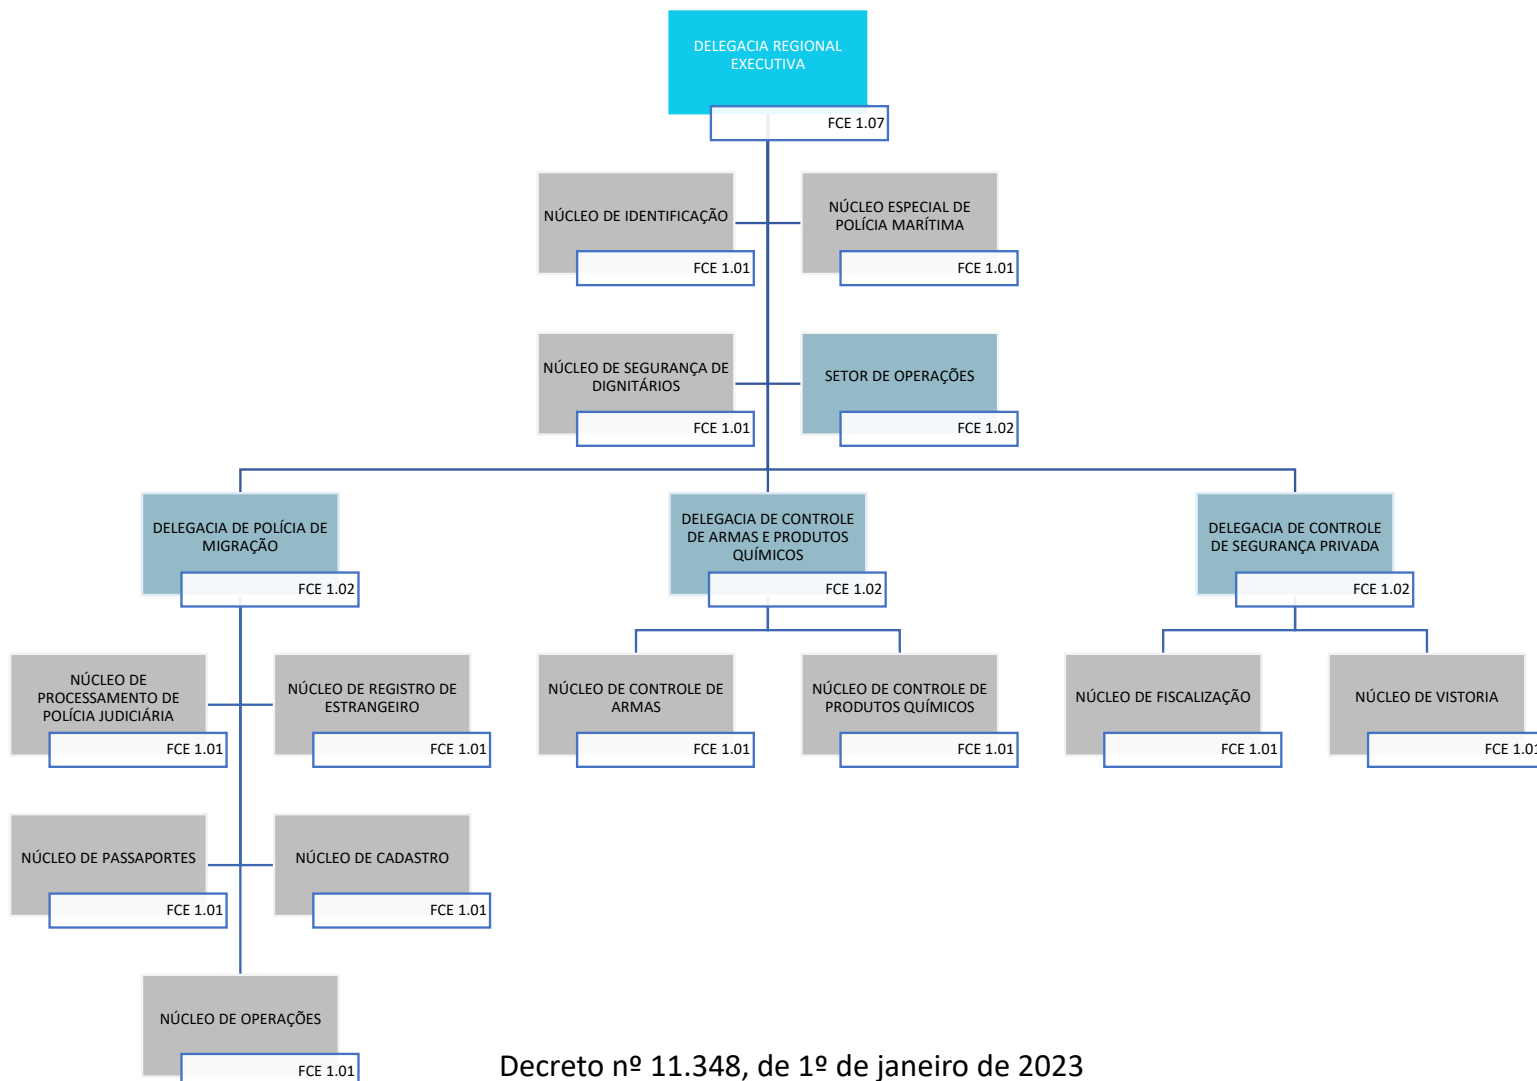 DELEGACIA REGIONAL
EXECUTIVA
FCE 1.07
NÚCLEO DE IDENTIFICAÇÃO
FCE 1.01
NÚCLEO ESPECIAL DE
POLÍCIA MARÍTIMA
FCE 1.01
NÚCLEO DE SEGURANÇA DE
DIGNITÁRIOS
FCE 1.01
SETOR DE OPERAÇÕES
FCE 1.02
DELEGACIA DE POLÍCIA DE
MIGRAÇÃO
FCE 1.02
DELEGACIA DE CONTROLE
DE ARMAS E PRODUTOS
QUÍMICOS
FCE 1.02
DELEGACIA DE CONTROLE
DE SEGURANÇA PRIVADA
FCE 1.02
NÚCLEO DE
PROCESSAMENTO DE
POLÍCIA JUDICIÁRIA
FCE 1.01
NÚCLEO DE REGISTRO DE
ESTRANGEIRO
FCE 1.01
NÚCLEO DE CONTROLE DE
ARMAS
FCE 1.01
NÚCLEO DE CONTROLE DE
PRODUTOS QUÍMICOS
FCE 1.01
NÚCLEO DE FISCALIZAÇÃO
FCE 1.01
NÚCLEO DE VISTORIA
FCE 1.01
NÚCLEO DE PASSAPORTES
FCE 1.01
NÚCLEO DE CADASTRO
FCE 1.01
NÚCLEO DE OPERAÇÕES
FCE 1.01
Decreto nº 11.348, de 1º de janeiro de 2023